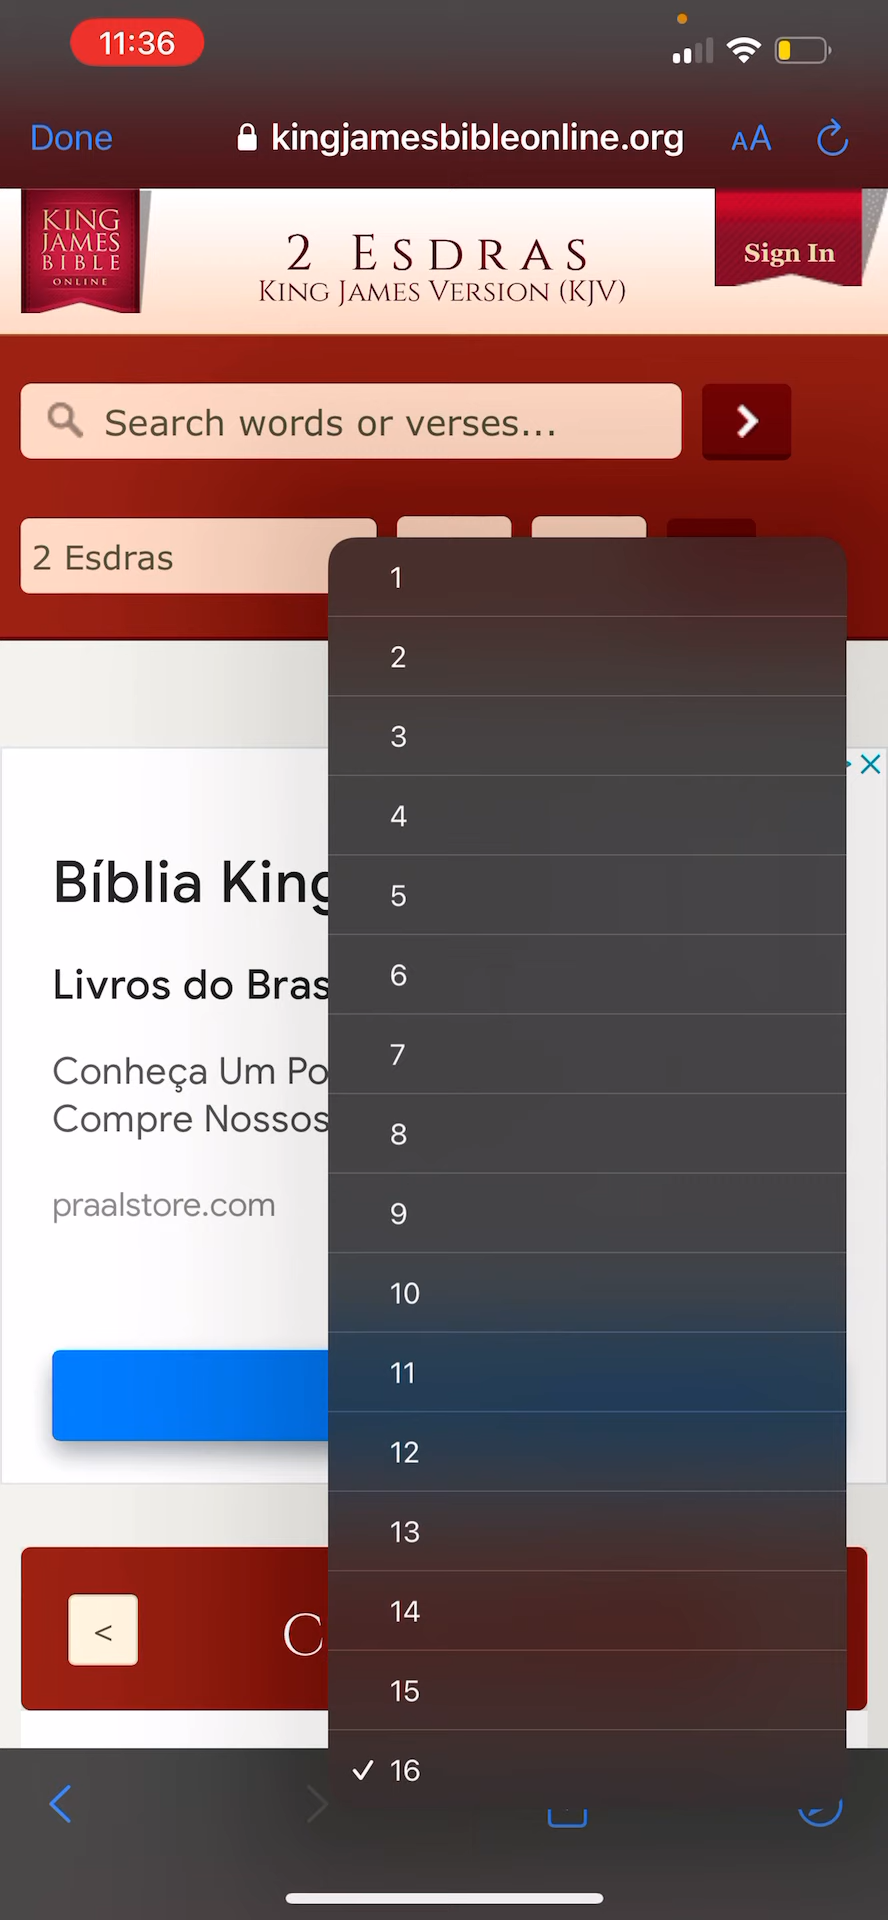 11:36
Done
kingjamesbibleonline.org
AA
KING
JAMES
BIBLE
ONLINE
2 Esdras
King James Version (KJV)
Sign In
Search words or verses...
2 Esdras
1
2
3
4
5
6
7
8
9
10
11
12
13
14
15
✓ 16
Bíblia King
Livros do Bras
Conheça Um Po
Compre Nossos
praalstore.com
<
C